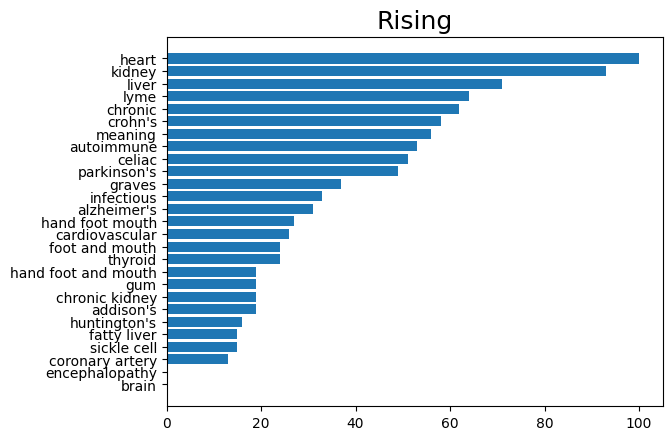 Rising
heart
kidney
liver
lyme
chronic
crohn's
meaning
autoimmune
celiac
parkinson's
graves
infectious
alzheimer's
hand foot mouth
cardiovascular
foot and mouth
thyroid
hand foot and mouth
gum
chronic kidney
addison's
huntington's
fatty liver
sickle cell
coronary artery
encephalopathy
brain
0 20 40 60 80 100